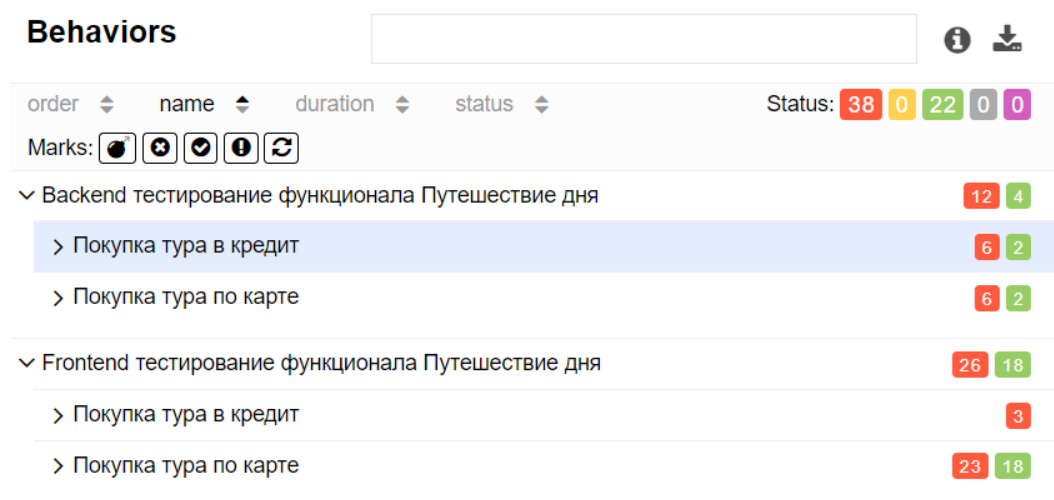 Behaviors
order name duration status Status: 38 0 22 0 0
Marks:
Backend тестирование функционала Путешествие дня 12 4
Покупка тура в кредит 6 2
Покупка тура по карте 6 2
Frontend тестирование функционала Путешествие дня 26 18
Покупка тура в кредит 3
Покупка тура по карте 23 18